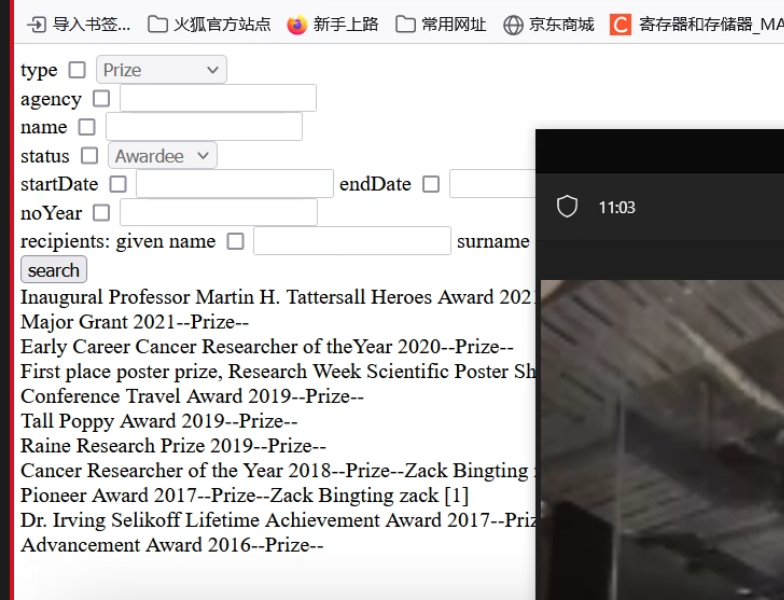 导入书签... 火狐官方站点 新手上路 常用网址 京东商城 C 寄存器和存储器_MA
type Prize
agency
name
status Awardee
startDate endDate
noYear
recipients: given name surname
11:03
search
Inaugural Professor Martin H. Tattersall Heroes Award 2021
Major Grant 2021--Prize--
Early Career Cancer Researcher of theYear 2020--Prize--
First place poster prize, Research Week Scientific Poster Sh
Conference Travel Award 2019--Prize--
Tall Poppy Award 2019--Prize--
Raine Research Prize 2019--Prize--
Cancer Researcher of the Year 2018--Prize--Zack Bingting
Pioneer Award 2017--Prize--Zack Bingting zack [1]
Dr. Irving Selikoff Lifetime Achievement Award 2017--Priz
Advancement Award 2016--Prize--